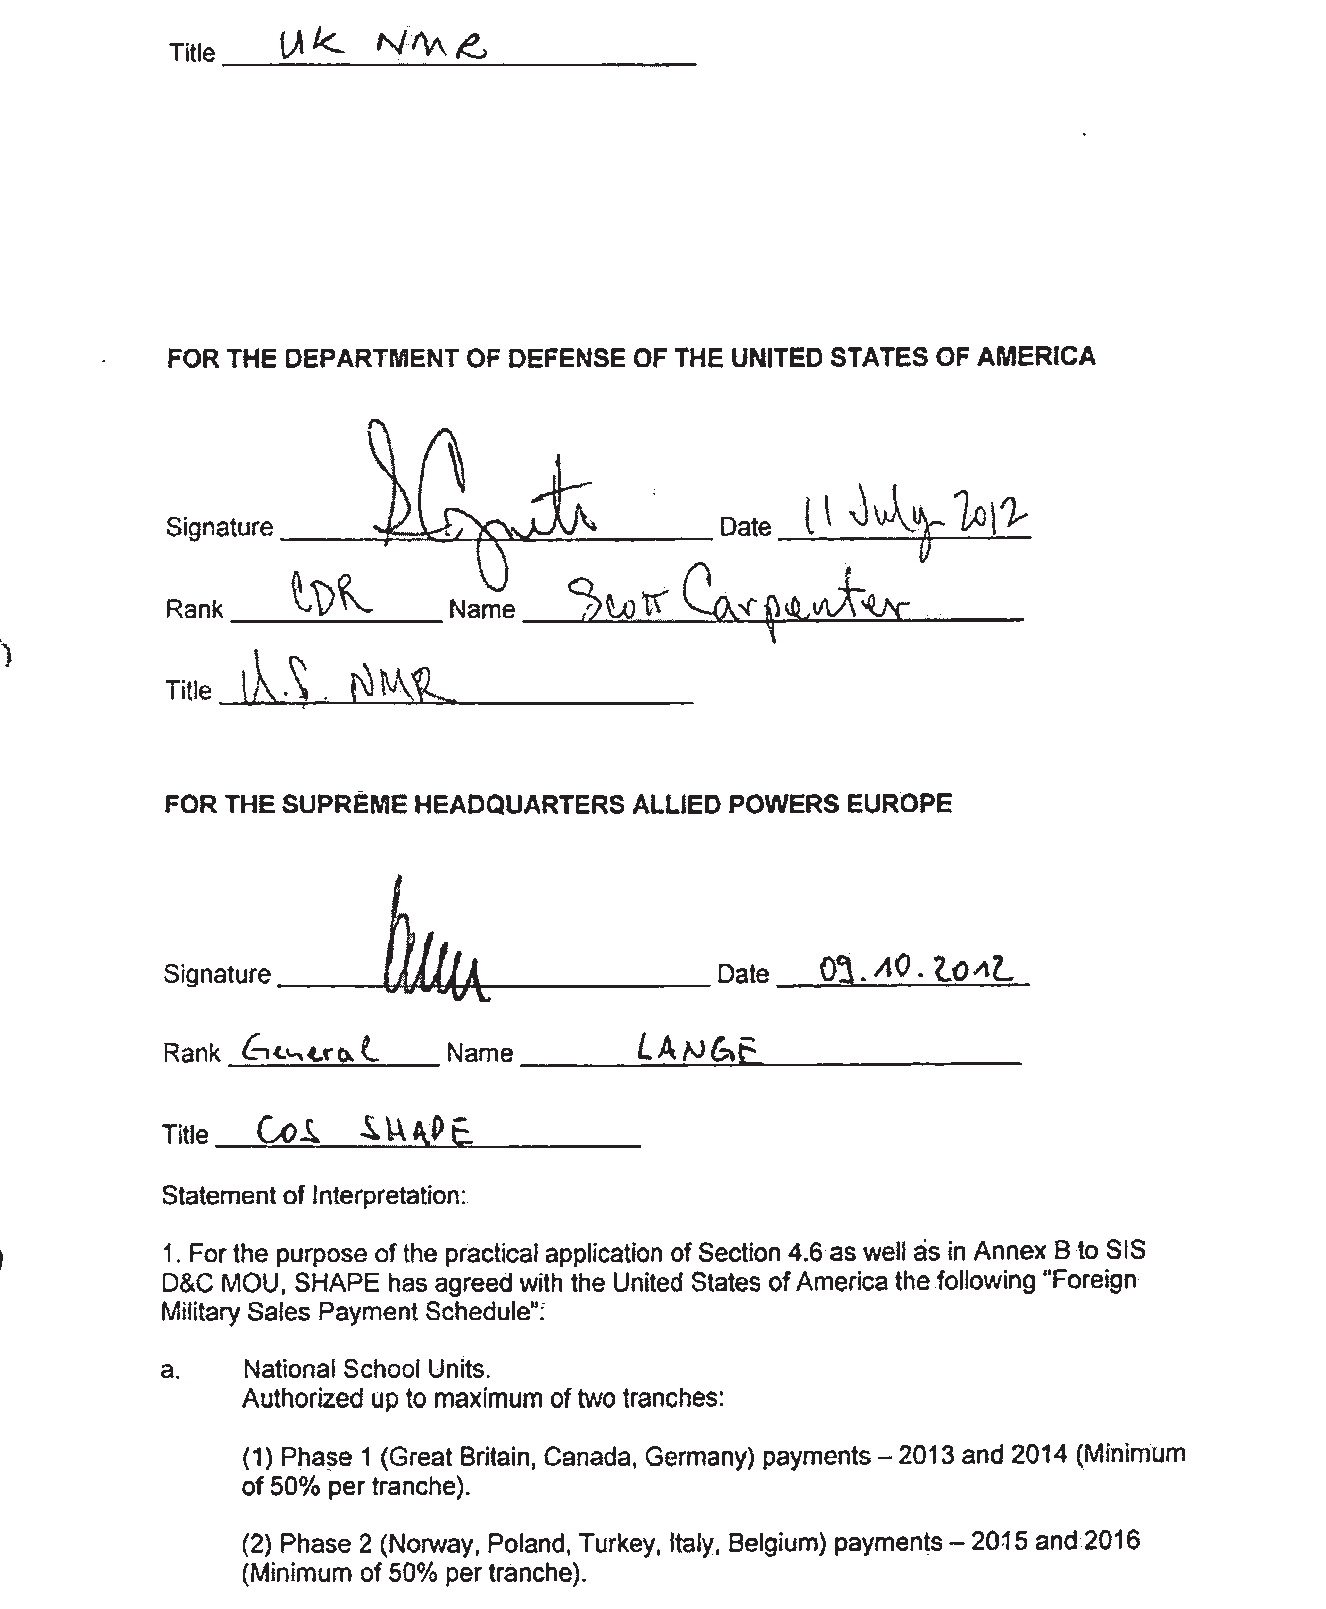 Title UK NMR
FOR THE DEPARTMENT OF DEFENSE OF THE UNITED STATES OF AMERICA
Signature Date 11 July 2012
Rank CDR Name Scott Carpenter
Title U.S. NMR
FOR THE SUPREME HEADQUARTERS ALLIED POWERS EUROPE
Signature Date 09.10.2012
Rank General Name LANGE
Title COS SHAPE
Statement of Interpretation:
1. For the purpose of the practical application of Section 4.6 as well as in Annex B to SIS
D&C MOU, SHAPE has agreed with the United States of America the following "Foreign
Military Sales Payment Schedule":
a. National School Units.
Authorized up to maximum of two tranches:
(1) Phase 1 (Great Britain, Canada, Germany) payments – 2013 and 2014 (Minimum
of 50% per tranche).
(2) Phase 2 (Norway, Poland, Turkey, Italy, Belgium) payments – 2015 and 2016
(Minimum of 50% per tranche).